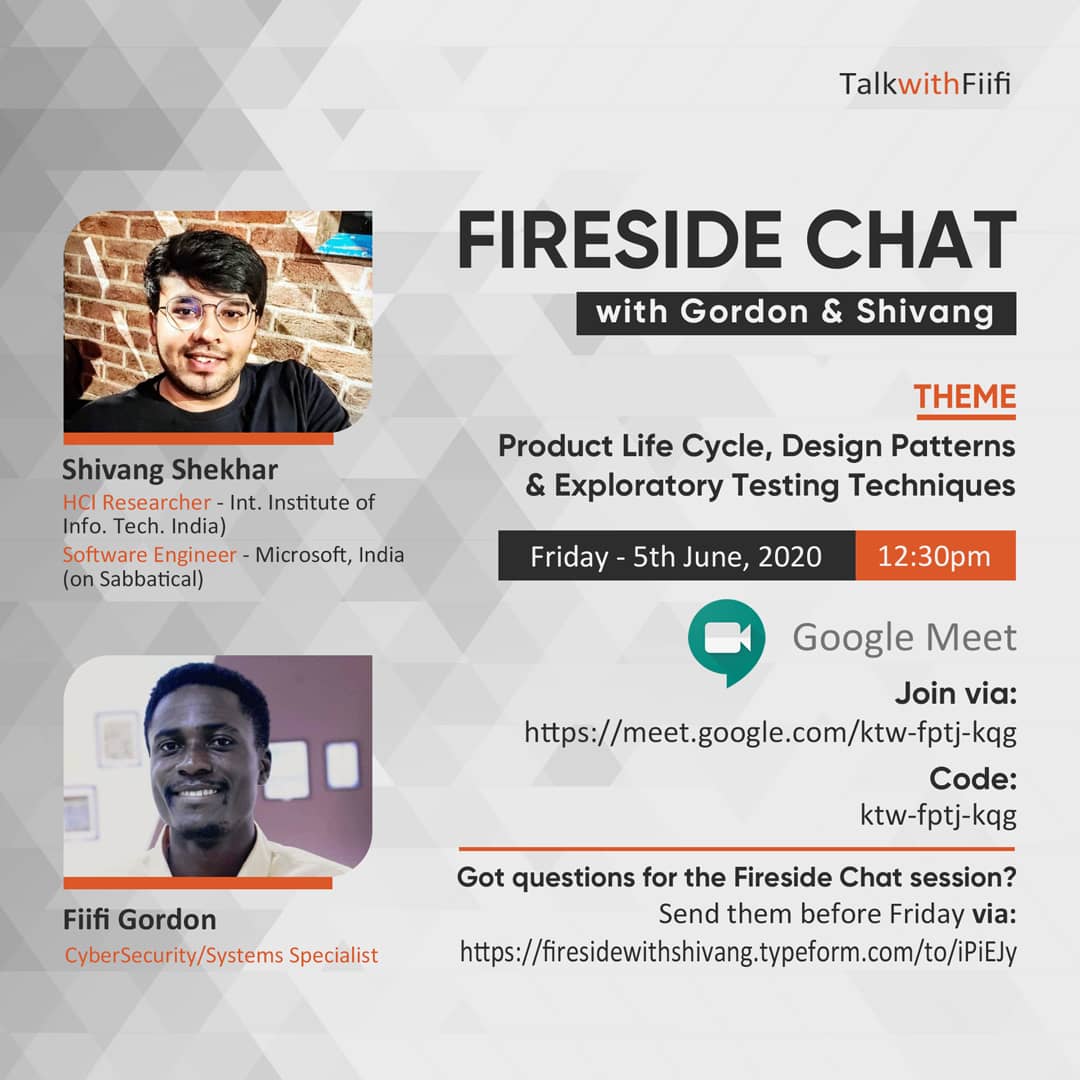 TalkwithFiifi
FIRESIDE CHAT
with Gordon & Shivang
THEME
Product Life Cycle, Design Patterns
& Exploratory Testing Techniques
Friday - 5th June, 2020
12:30pm
Google Meet
Join via:
https://meet.google.com/ktw-fptj-kqg
Code:
ktw-fptj-kqg
Got questions for the Fireside Chat session?
Send them before Friday via:
https://firesidewithshivang.typeform.com/to/iPiEJy
Shivang Shekhar
HCI Researcher - Int. Institute of
Info. Tech. India)
Software Engineer - Microsoft, India
(on Sabbatical)
Fiifi Gordon
CyberSecurity/Systems Specialist